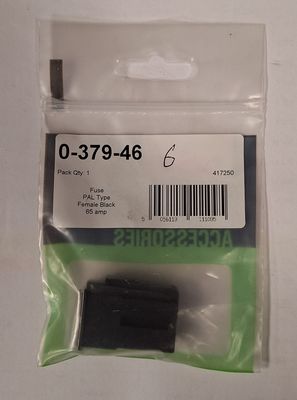 0-379-46 6
Pack Qty: 1 417250
Fuse
PAL Type
Female Black
65 amp
ACCESSORIES